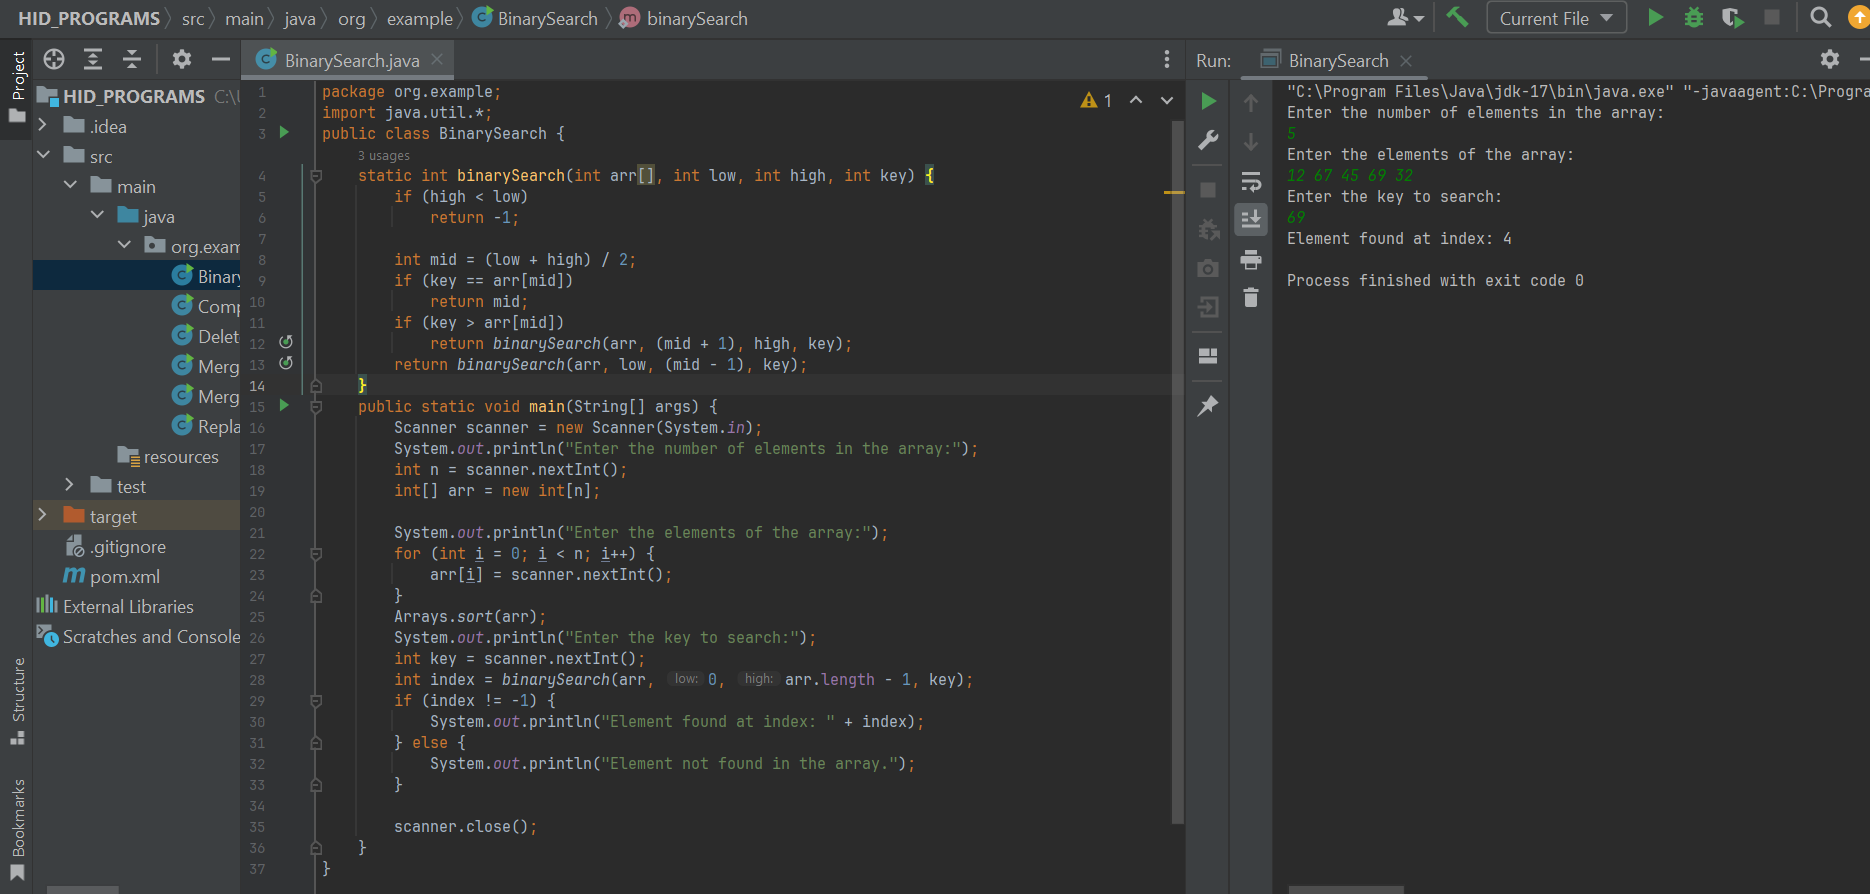 HID_PROGRAMS src main java org example BinarySearch binarySearch Current File
Project
HID_PROGRAMS C:\
.idea
src
main
java
org.exam
Binary
Comp
Delet
Merg
Merg
Repla
resources
test
target
.gitignore
pom.xml
External Libraries
Scratches and Console
Structure
Bookmarks
BinarySearch.java
1
1 package org.example;
2 import java.util.*;
3 public class BinarySearch {
3 usages
4 static int binarySearch(int arr[], int low, int high, int key) {
5 if (high < low)
6 return -1;
7
8 int mid = (low + high) / 2;
9 if (key == arr[mid])
10 return mid;
11 if (key > arr[mid])
12 return binarySearch(arr, (mid + 1), high, key);
13 return binarySearch(arr, low, (mid - 1), key);
14 }
15 public static void main(String[] args) {
16 Scanner scanner = new Scanner(System.in);
17 System.out.println("Enter the number of elements in the array:");
18 int n = scanner.nextInt();
19 int[] arr = new int[n];
20
21 System.out.println("Enter the elements of the array:");
22 for (int i = 0; i < n; i++) {
23 arr[i] = scanner.nextInt();
24 }
25 Arrays.sort(arr);
26 System.out.println("Enter the key to search:");
27 int key = scanner.nextInt();
28 int index = binarySearch(arr, low: 0, high: arr.length - 1, key);
29 if (index != -1) {
30 System.out.println("Element found at index: " + index);
31 } else {
32 System.out.println("Element not found in the array.");
33 }
34
35 scanner.close();
36 }
37 }
Run: BinarySearch
"C:\Program Files\Java\jdk-17\bin\java.exe" "-javaagent:C:\Progra
Enter the number of elements in the array:
5
Enter the elements of the array:
12 67 45 69 32
Enter the key to search:
69
Element found at index: 4
Process finished with exit code 0